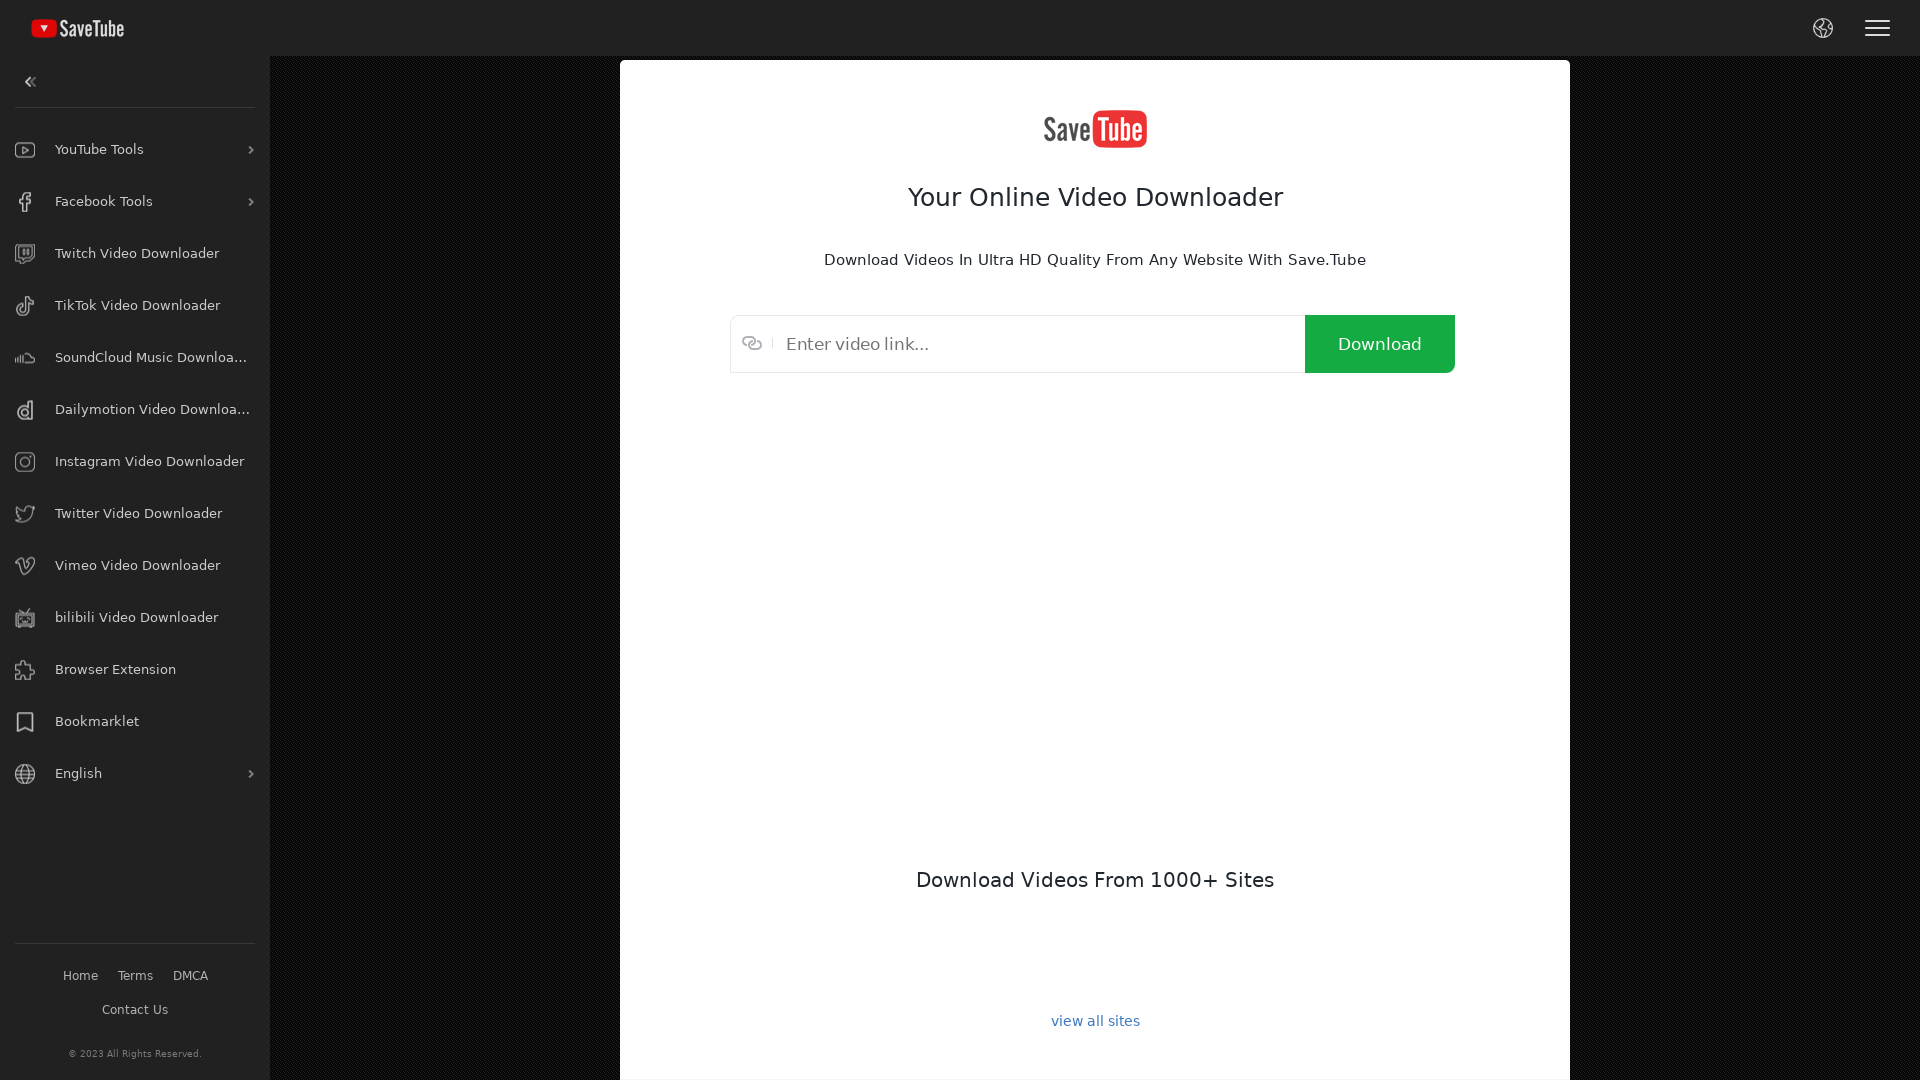 SaveTube
YouTube Tools
Facebook Tools
Twitch Video Downloader
TikTok Video Downloader
SoundCloud Music Downloa...
Dailymotion Video Downloa...
Instagram Video Downloader
Twitter Video Downloader
Vimeo Video Downloader
bilibili Video Downloader
Browser Extension
Bookmarklet
English
Home Terms DMCA
Contact Us
© 2023 All Rights Reserved.
Save Tube
Your Online Video Downloader
Download Videos In Ultra HD Quality From Any Website With Save.Tube
Enter video link... Download
Download Videos From 1000+ Sites
view all sites